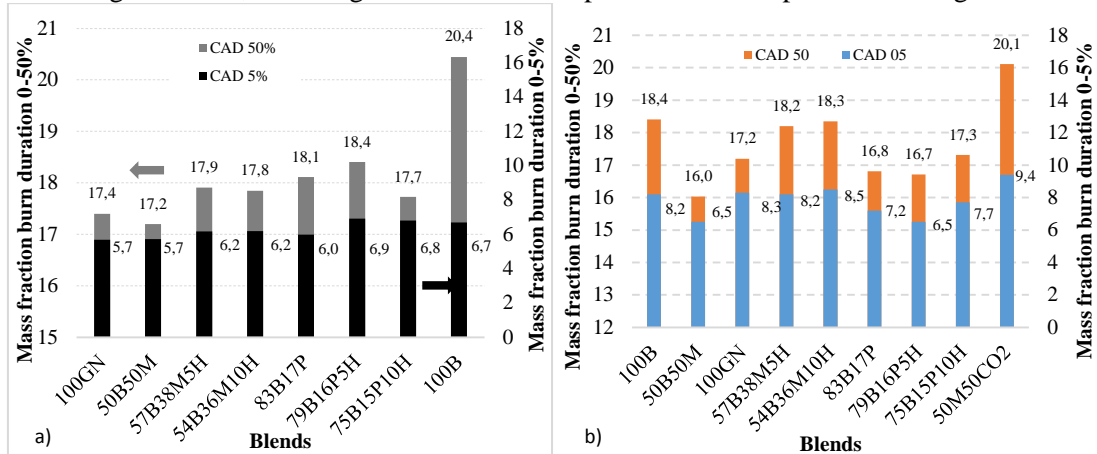 Mass fraction burn duration 0-50%
21
20
19
18
17
16
15
CAD 50%
CAD 5%
17,4
17,2
17,9
17,8
18,1
18,4
17,7
20,4
5,7
5,7
6,2
6,2
6,0
6,9
6,8
6,7
18
16
14
12
10
8
6
4
2
0
Mass fraction burn duration 0-5%
100GN
50B50M
57B38M5H
54B36M10H
83B17P
79B16P5H
75B15P10H
100B
a)
Blends
Mass fraction burn duration 0-50%
21
20
19
18
17
16
15
14
13
12
CAD 50
CAD 05
18,4
16,0
17,2
18,2
18,3
16,8
16,7
17,3
20,1
8,2
6,5
8,3
8,2
8,5
7,2
6,5
7,7
9,4
18
16
14
12
10
8
6
4
2
0
Mass fraction burn duration 0-5%
100B
50B50M
100GN
57B38M5H
54B36M10H
83B17P
79B16P5H
75B15P10H
50M50CO2
b)
Blends